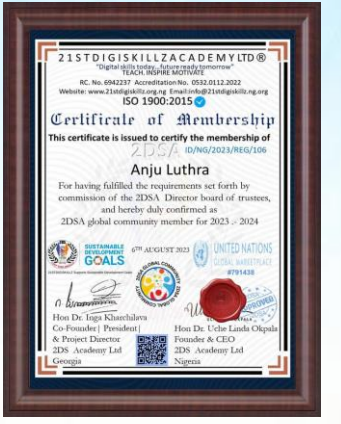 21STDIGISKILLZACADEMYLTD®
"Digital skills today...future ready tomorrow"
TEACH. INSPIRE MOTIVATE
RC. No. 6942237 Accreditation No. 0532.0112.2022
Website: www.21stdigiskillz.org.ng Email:info@21stdigiskillz.ng.org
ISO 1900:2015
Certificate of Membership
This certificate is issued to certify the membership of
2DSA ID/NG/2023/REG/106
Anju Luthra
For having fulfilled the requirements set forth by
commission of the 2DSA Director board of trustees,
and hereby duly confirmed as
2DSA global community member for 2023 - 2024
SUSTAINABLE
DEVELOPMENT
GOALS
6TH AUGUST 2023
UNITED NATIONS
GLOBAL MARKETPLACE
#791438
APPROVED
Hon Dr. Inga Khatchilava
Co-Founder| President|
& Project Director
2DS Academy Ltd
Georgia
Hon Dr. Uche Linda Okpala
Founder & CEO
2DS Academy Ltd
Nigeria